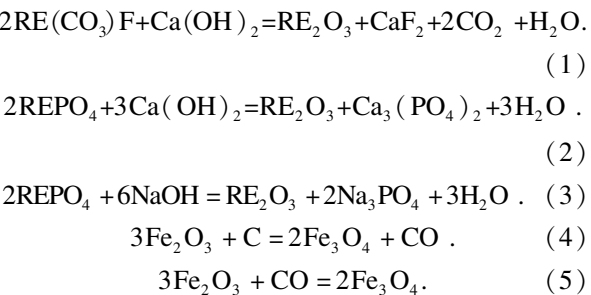 2RE(CO₃)F+Ca(OH)₂=RE₂O₃+CaF₂+2CO₂ +H₂O.
(1)
2REPO₄+3Ca(OH)₂=RE₂O₃+Ca₃(PO₄)₂+3H₂O .
(2)
2REPO₄ +6NaOH = RE₂O₃ +2Na₃PO₄ +3H₂O . (3)
3Fe₂O₃ + C = 2Fe₃O₄ + CO . (4)
3Fe₂O₃ + CO = 2Fe₃O₄. (5)